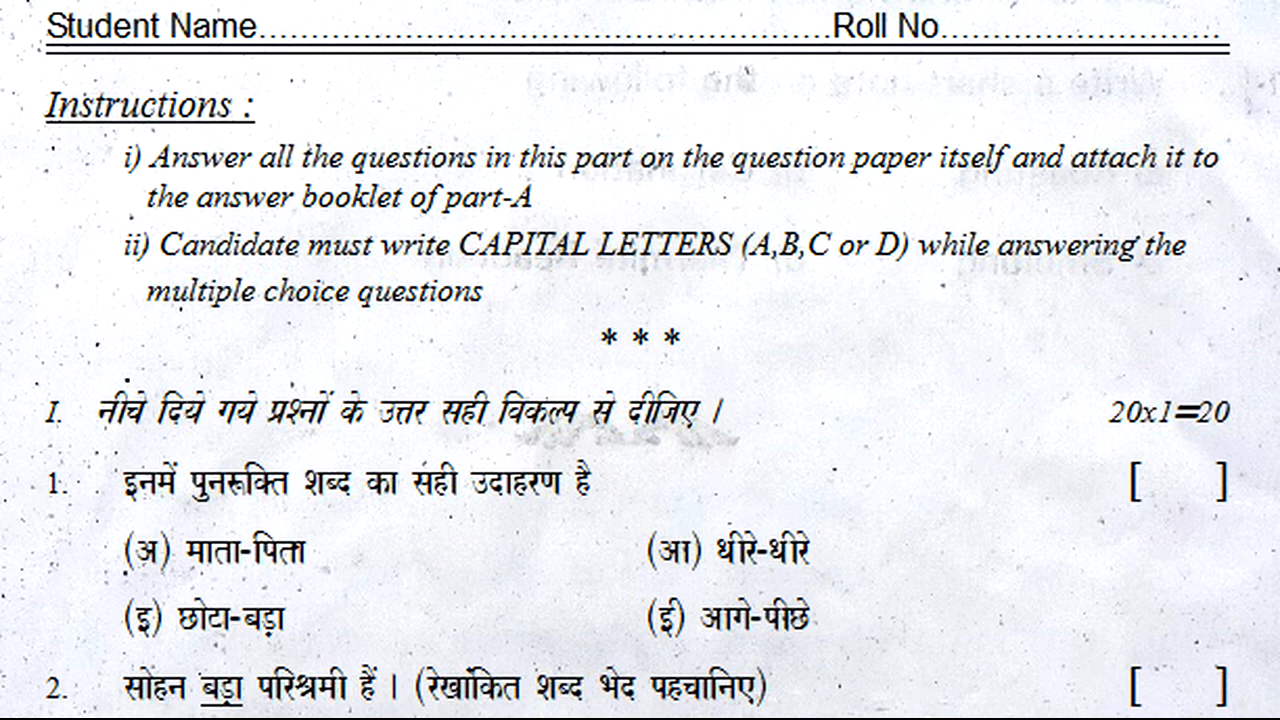 Student Name.......................................................Roll No...........................
Instructions :
i) Answer all the questions in this part on the question paper itself and attach it to
the answer booklet of part-A
ii) Candidate must write CAPITAL LETTERS (A,B,C or D) while answering the
multiple choice questions
* * *
I. नीचे दिये गये प्रश्नों के उत्तर सही विकल्प से दीजिए । 20x1=20
1. इनमें पुनरूक्ति शब्द का सही उदाहरण है [ ]
(अ) माता-पिता (आ) धीरे-धीरे
(इ) छोटा-बड़ा (ई) आगे-पीछे
2. सोहन बड़ा परिश्रमी हैं । (रेखांकित शब्द भेद पहचानिए) [ ]